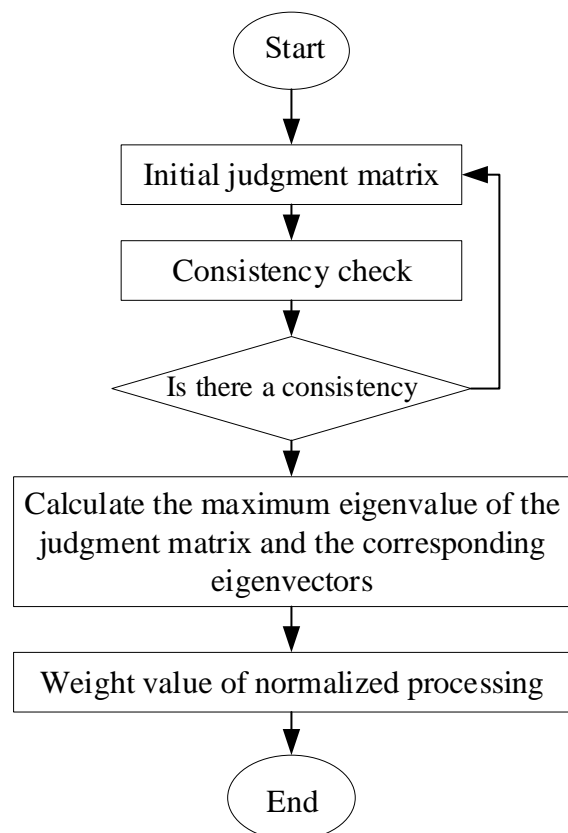 Start
Initial judgment matrix
Consistency check
Is there a consistency
Calculate the maximum eigenvalue of the
judgment matrix and the corresponding
eigenvectors
Weight value of normalized processing
End